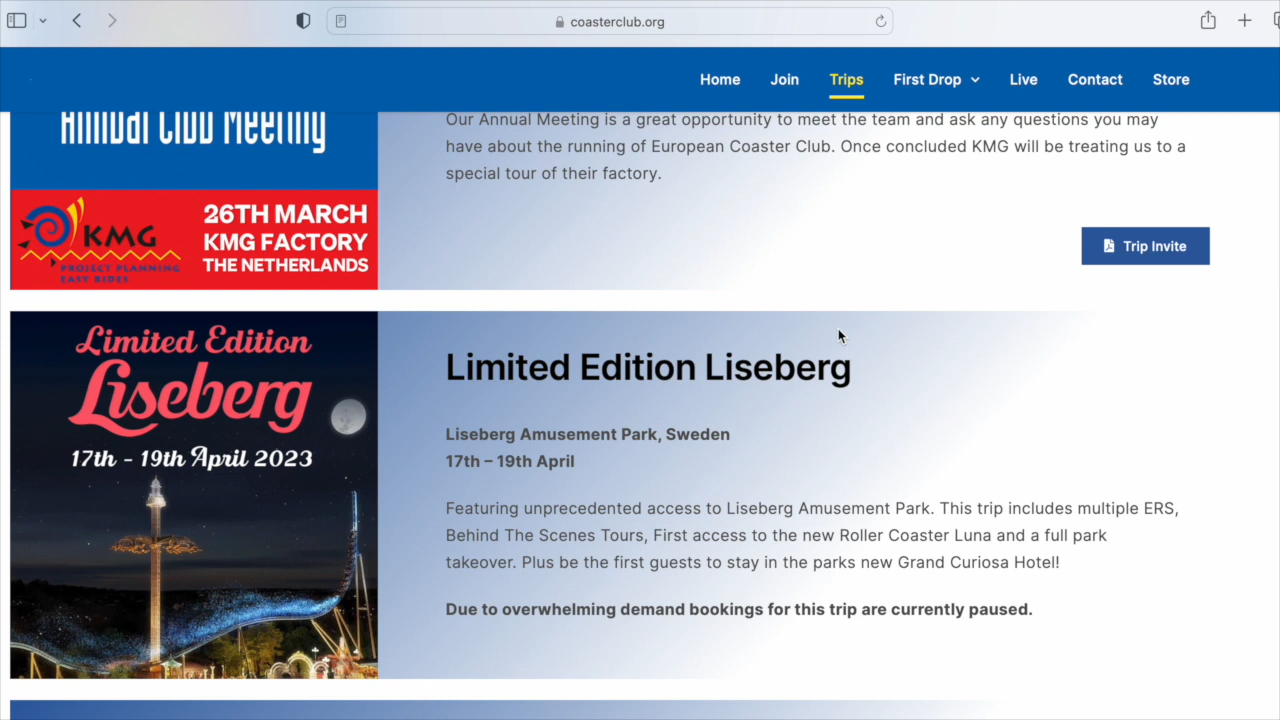 coasterclub.org
Home Join Trips First Drop Live Contact Store
Annual Club Meeting
Our Annual Meeting is a great opportunity to meet the team and ask any questions you may
have about the running of European Coaster Club. Once concluded KMG will be treating us to a
special tour of their factory.
KMG
PROJECT PLANNING
EASY RIDES
26TH MARCH
KMG FACTORY
THE NETHERLANDS
Trip Invite
Limited Edition
Liseberg
17th - 19th April 2023
Limited Edition Liseberg
Liseberg Amusement Park, Sweden
17th – 19th April
Featuring unprecedented access to Liseberg Amusement Park. This trip includes multiple ERS,
Behind The Scenes Tours, First access to the new Roller Coaster Luna and a full park
takeover. Plus be the first guests to stay in the parks new Grand Curiosa Hotel!
Due to overwhelming demand bookings for this trip are currently paused.